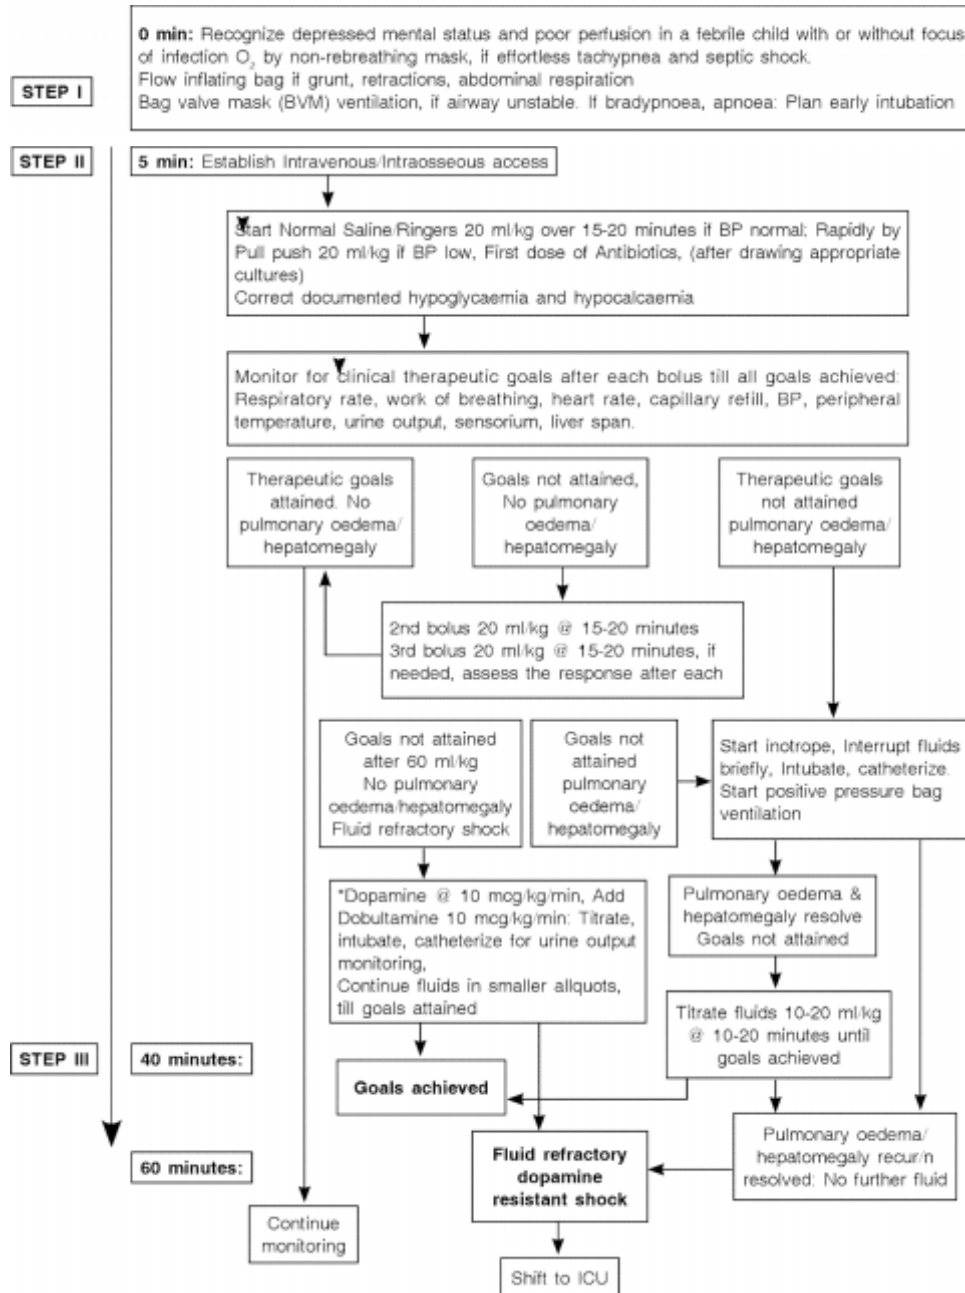 0 min: Recognize depressed mental status and poor perfusion in a febrile child with or without focus
of infection O₂ by non-rebreathing mask, if effortless tachypnea and septic shock.
Flow inflating bag if grunt, retractions, abdominal respiration
Bag valve mask (BVM) ventilation, if airway unstable. If bradypnoea, apnoea: Plan early intubation
STEP I
STEP II
5 min: Establish Intravenous/Intraosseous access
Start Normal Saline/Ringers 20 ml/kg over 15-20 minutes if BP normal; Rapidly by
Pull push 20 ml/kg if BP low, First dose of Antibiotics, (after drawing appropriate
cultures)
Correct documented hypoglycaemia and hypocalcaemia
Monitor for clinical therapeutic goals after each bolus till all goals achieved:
Respiratory rate, work of breathing, heart rate, capillary refill, BP, peripheral
temperature, urine output, sensorium, liver span.
Therapeutic goals
attained. No
pulmonary oedema/
hepatomegaly
Goals not attained,
No pulmonary
oedema/
hepatomegaly
Therapeutic goals
not attained
pulmonary oedema/
hepatomegaly
2nd bolus 20 ml/kg @ 15-20 minutes
3rd bolus 20 ml/kg @ 15-20 minutes, if
needed, assess the response after each
Goals not attained
after 60 ml/kg
No pulmonary
oedema/hepatomegaly
Fluid refractory shock
Goals not
attained
pulmonary
oedema/
hepatomegaly
Start inotrope, Interrupt fluids
briefly, Intubate, catheterize.
Start positive pressure bag
ventilation
*Dopamine @ 10 mcg/kg/min, Add
Dobultamine 10 mcg/kg/min: Titrate,
intubate, catheterize for urine output
monitoring,
Continue fluids in smaller allquots,
till goals attained
Pulmonary oedema &
hepatomegaly resolve
Goals not attained
Titrate fluids 10-20 ml/kg
@ 10-20 minutes until
goals achieved
STEP III
40 minutes:
Goals achieved
Pulmonary oedema/
hepatomegaly recur/n
resolved: No further fluid
60 minutes:
Fluid refractory
dopamine
resistant shock
Continue
monitoring
Shift to ICU